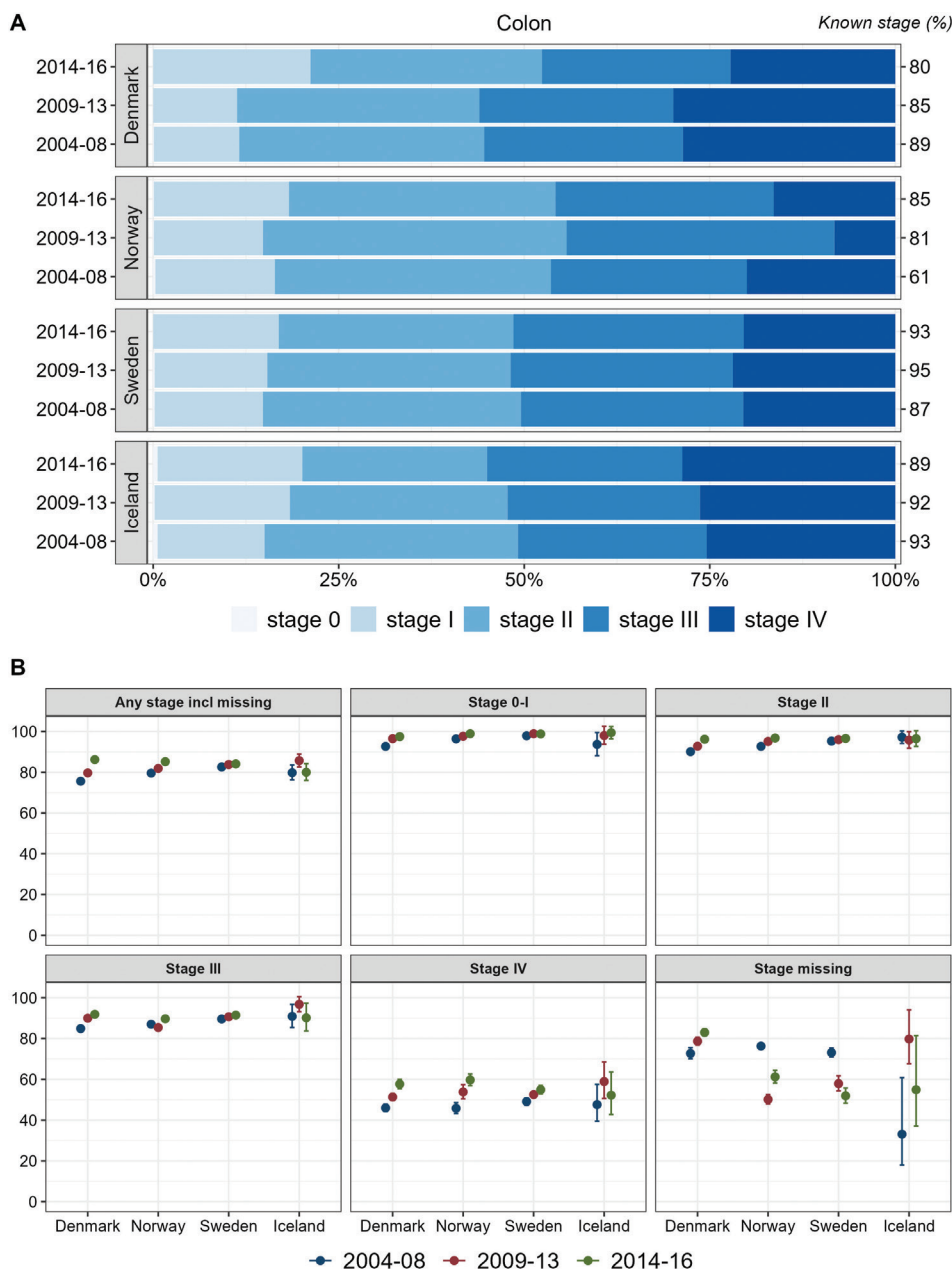 A
Colon
Known stage (%)
Denmark
2014-16
80
2009-13
85
2004-08
89
Norway
2014-16
85
2009-13
81
2004-08
61
Sweden
2014-16
93
2009-13
95
2004-08
87
Iceland
2014-16
89
2009-13
92
2004-08
93
0% 25% 50% 75% 100%
stage 0 stage I stage II stage III stage IV
B
Any stage incl missing Stage 0-I Stage II
100
80
60
40
20
0
Stage III Stage IV Stage missing
100
80
60
40
20
0
Denmark Norway Sweden Iceland Denmark Norway Sweden Iceland Denmark Norway Sweden Iceland
2004-08 2009-13 2014-16